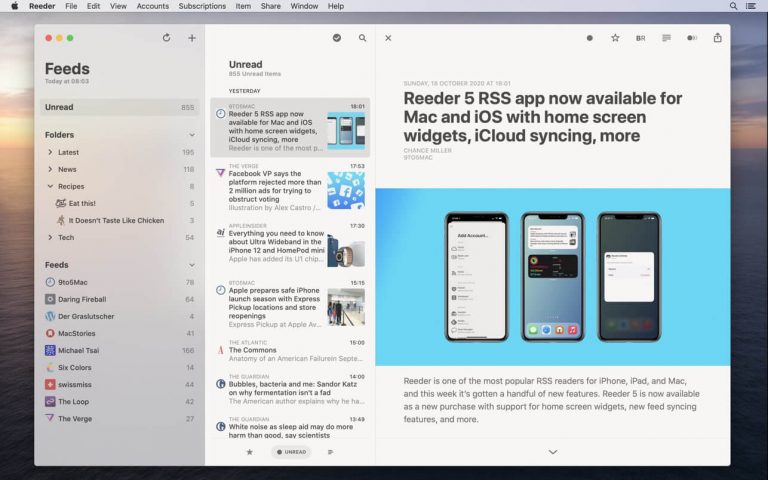 Reeder File Edit View Accounts Subscriptions Item Share Window Help
Feeds
Today at 08:03
Unread 855
Folders
Latest 195
News 118
Recipes 8
Eat this! 5
It Doesn't Taste Like Chicken 3
Tech 54
Feeds
9to5Mac 78
Daring Fireball 64
Der Graslutscher 2
MacStories 41
Michael Tsai 166
Six Colors 14
swissmiss 14
The Loop 42
The Verge 27
Unread
855 Unread Items
YESTERDAY
9TO5MAC 18:01
Reeder 5 RSS app now
available for Mac and iOS
with home screen
widgets, iCloud syncing,
more
Reeder is one of the most p...
THE VERGE 17:53
Facebook VP says the
platform rejected more than
2 million ads for trying to
obstruct voting
Illustration by Alex Castro /...
APPLEINSIDER 17:30
Everything you need to know
about Ultra Wideband in the
iPhone 12 and HomePod mini
Apple has added its U1 chip...
15:15
Apple prepares safe iPhone
launch season with Express
Pickup locations and store
reopenings
Express Pickup at Apple Av...
THE ATLANTIC 15:00
The Commons
Anatomy of an American Failurein Septe...
THE GUARDIAN 14:00
Bubbles, bacteria and me: Sandor Katz
on why fermentation isn't a fad
The American author explains why he h...
THE GUARDIAN 13:49
White noise as sleep aid may do more
harm than good, say scientists
UNREAD
BR
SUNDAY, 18 OCTOBER 2020 AT 18:01
Reeder 5 RSS app now available for
Mac and iOS with home screen
widgets, iCloud syncing, more
CHANCE MILLER
9TO5MAC
Add Account...
Reeder is one of the most popular RSS readers for iPhone, iPad, and Mac,
and this week it's gotten a handful of new features. Reeder 5 is now available
as a new purchase with support for home screen widgets, new feed syncing
features, and more.